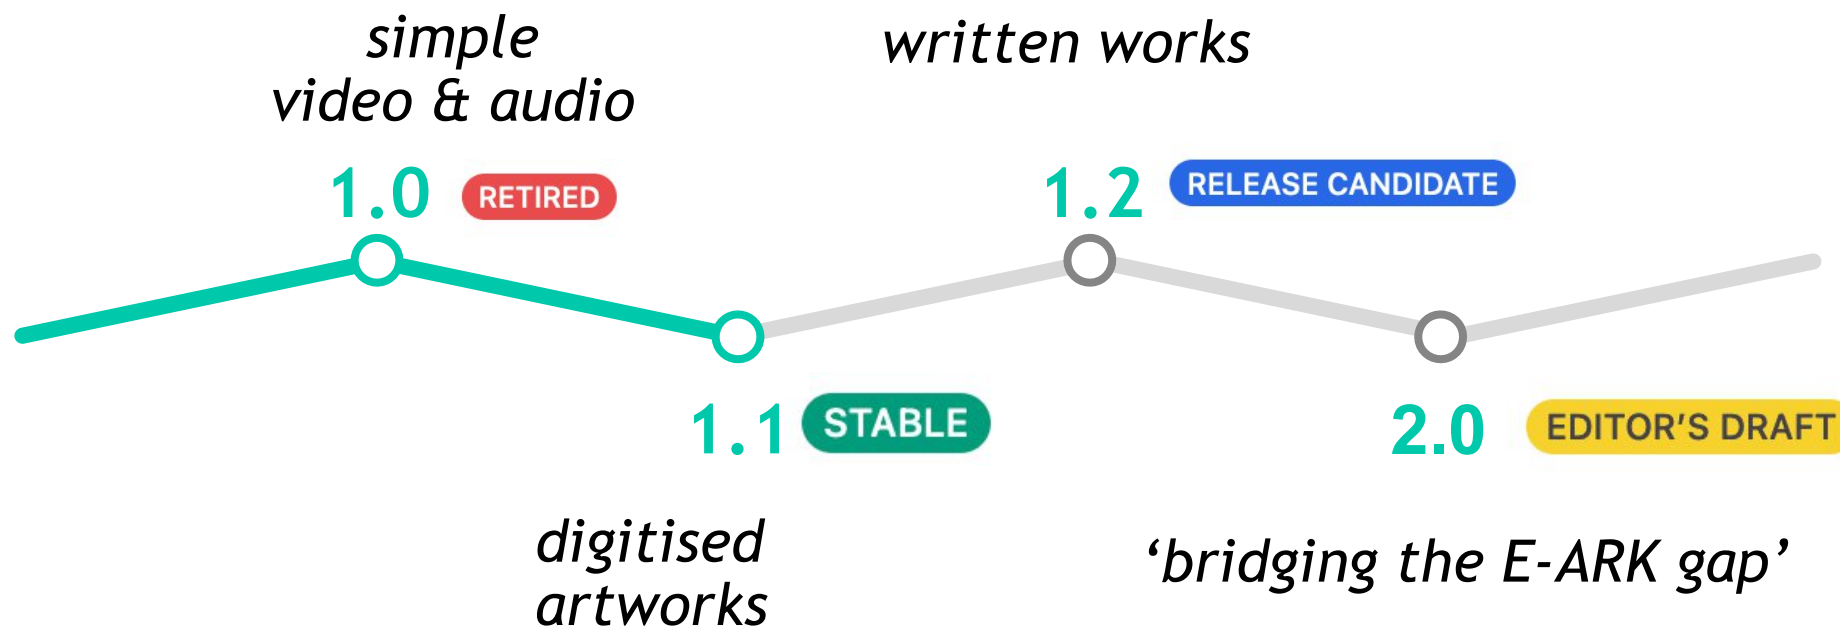 simple
video & audio
written works
1.0 RETIRED
1.2 RELEASE CANDIDATE
1.1 STABLE
2.0 EDITOR'S DRAFT
digitised
artworks
‘bridging the E-ARK gap’